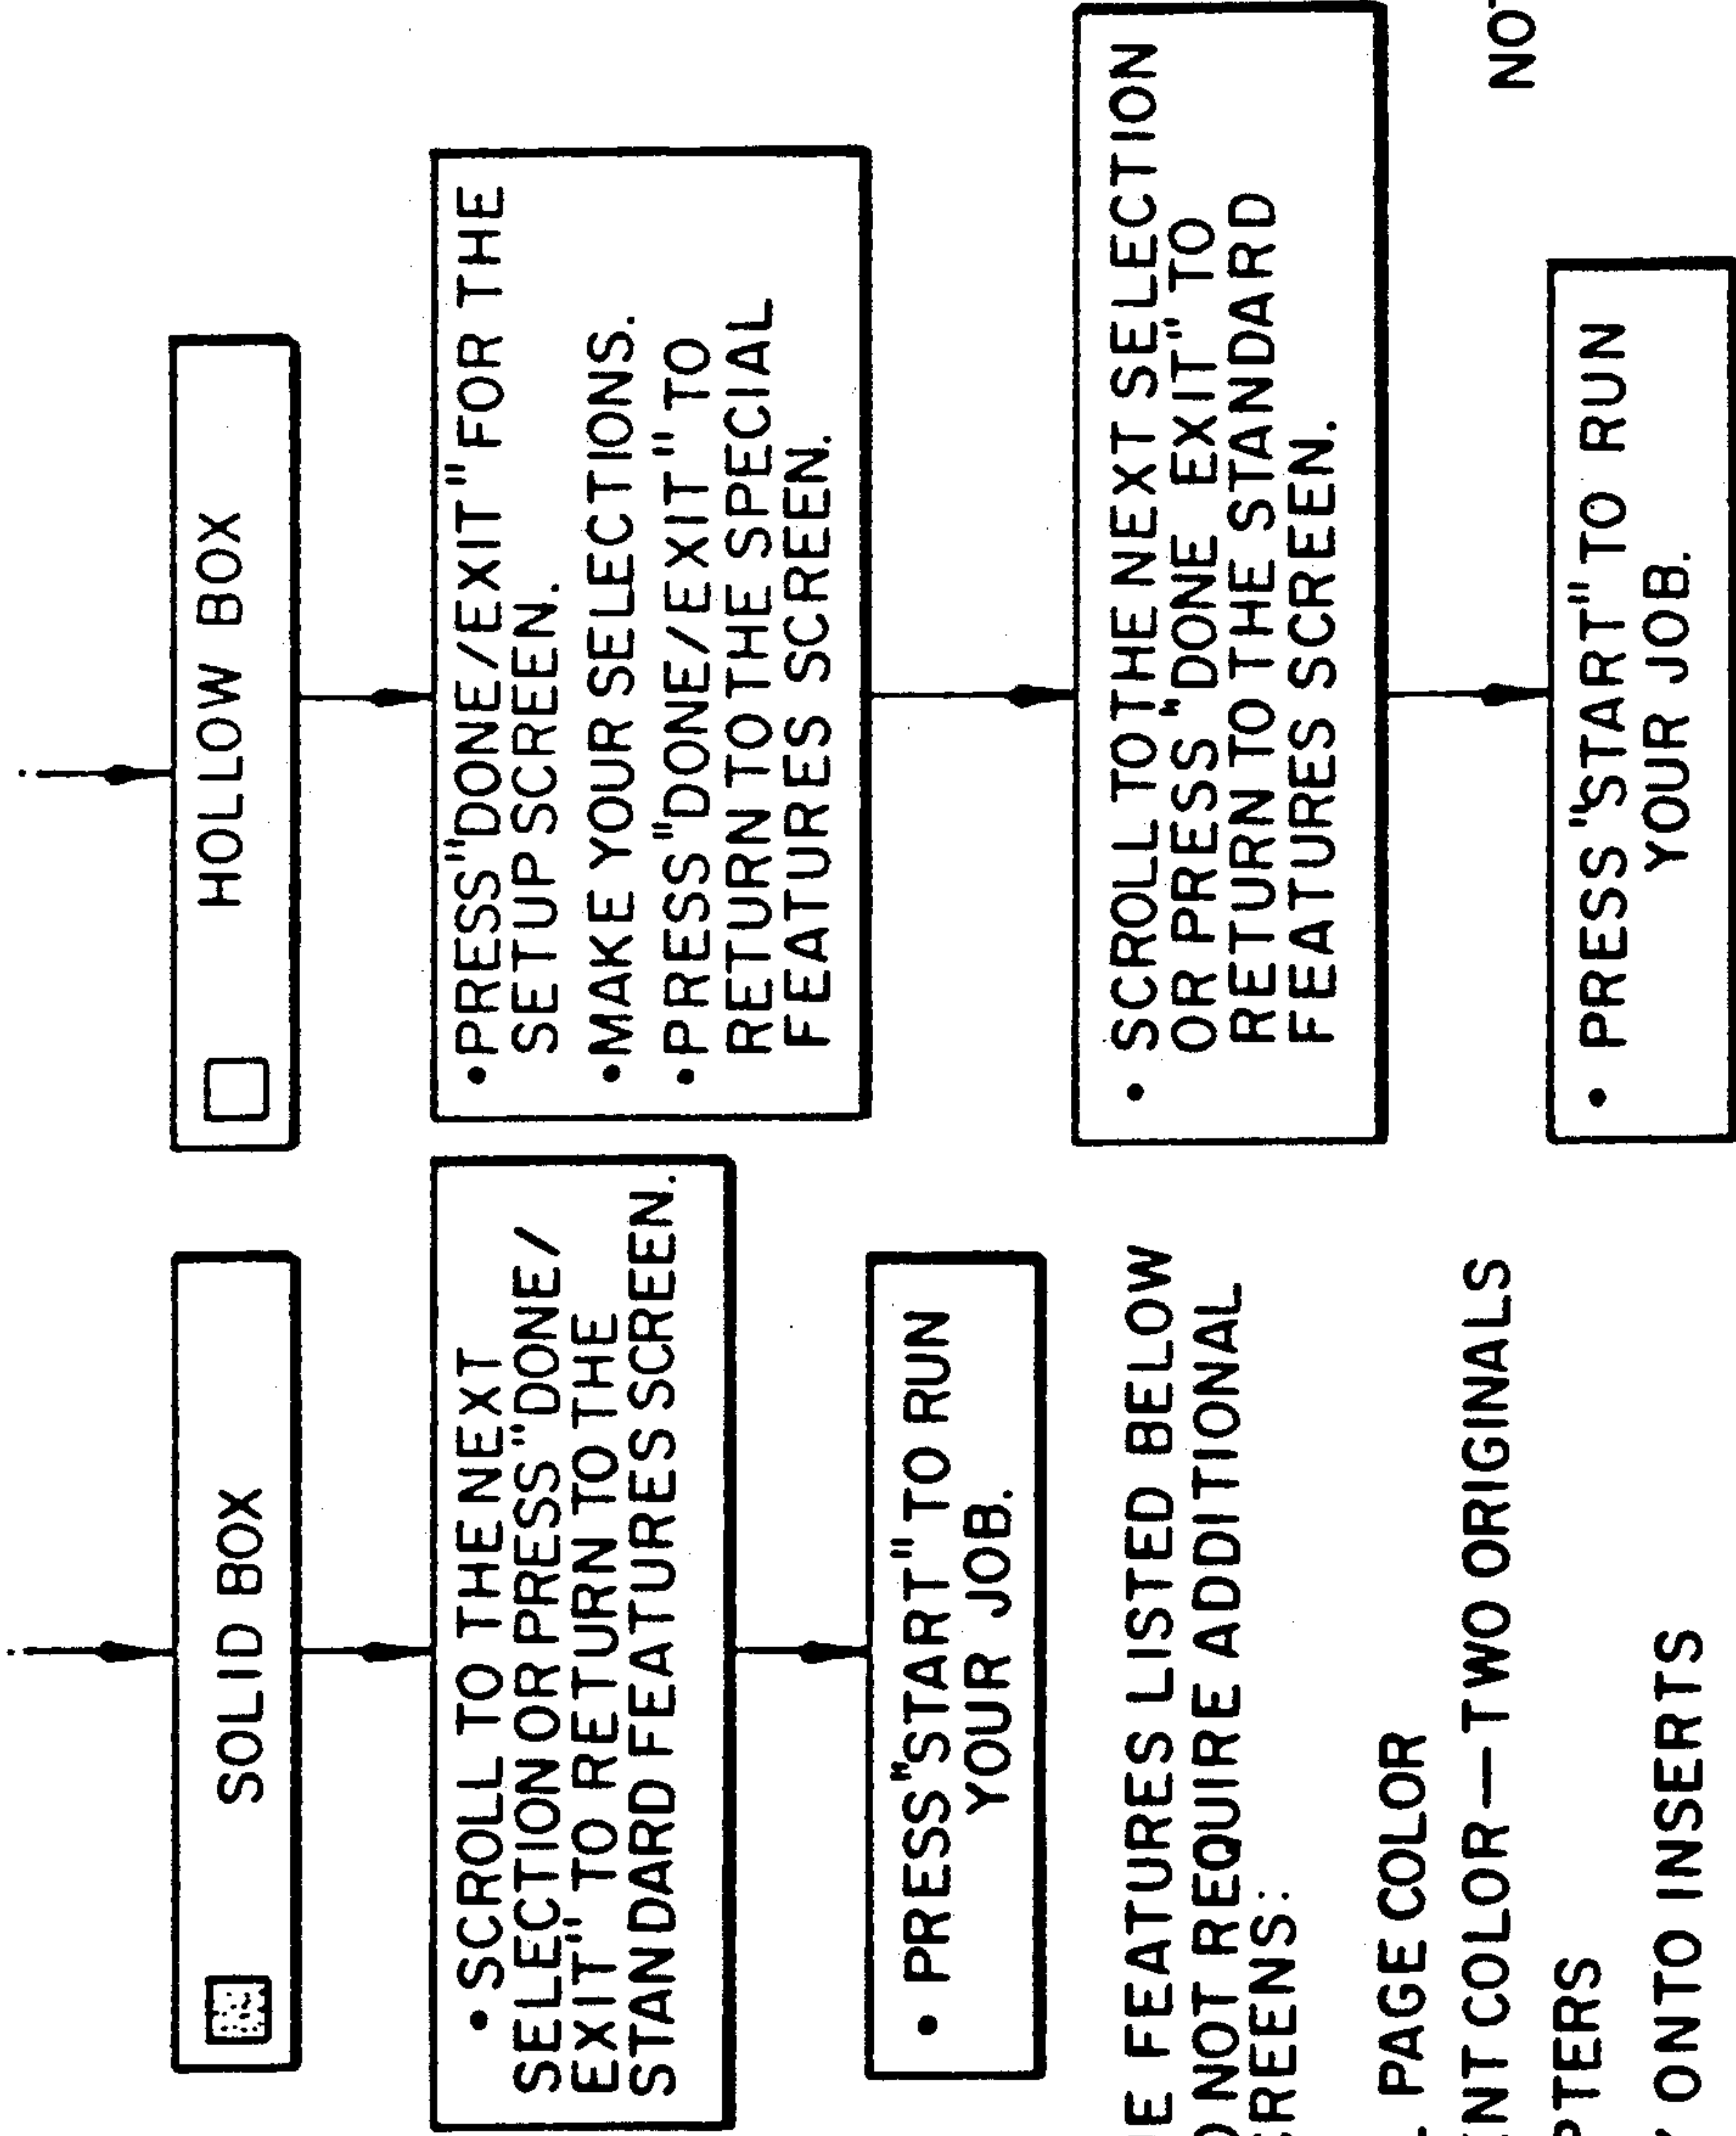 SOLID BOX
• SCROLL TO THE NEXT
SELECTION OR PRESS "DONE/
EXIT" TO RETURN TO THE
STANDARD FEATURES SCREEN.
• PRESS "START" TO RUN
YOUR JOB.
FEATURES LISTED BELOW
NOT REQUIRE ADDITIONAL
PAGE COLOR
COLOR — TWO ORIGINALS
ONTO INSERTS
HOLLOW BOX
• PRESS "DONE/EXIT" FOR THE
SETUP SCREEN.
• MAKE YOUR SELECTIONS.
• PRESS "DONE/EXIT" TO
RETURN TO THE SPECIAL
FEATURES SCREEN.
• SCROLL TO THE NEXT SELECTION
OR PRESS "DONE EXIT" TO
RETURN TO THE STANDARD
FEATURES SCREEN.
• PRESS "START" TO RUN
YOUR JOB.